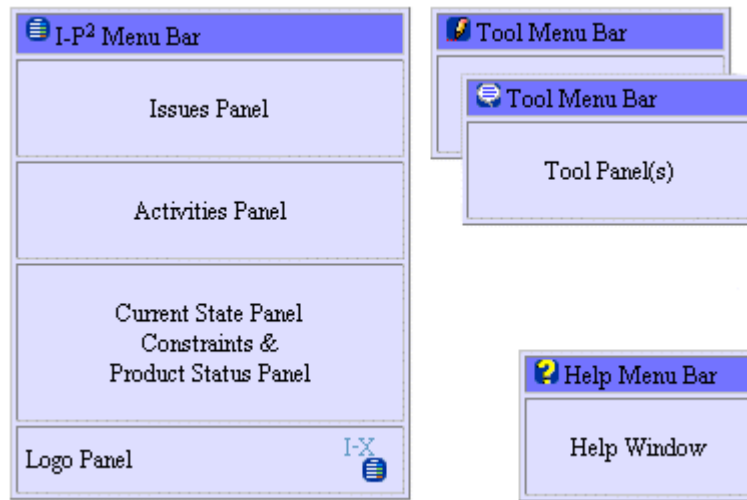 I-P² Menu Bar
Issues Panel
Activities Panel
Current State Panel
Constraints &
Product Status Panel
Logo Panel
I-X
Tool Menu Bar
Tool Menu Bar
Tool Panel(s)
Help Menu Bar
Help Window